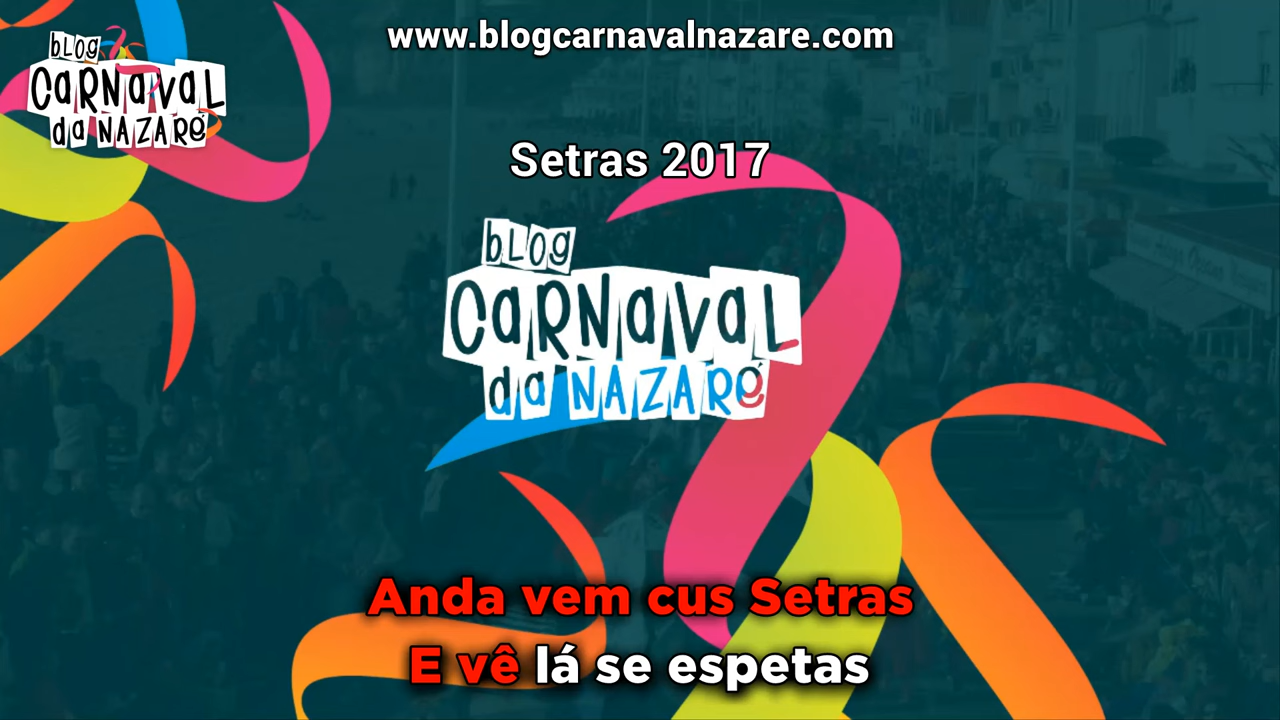 www.blogcarnavalnazare.com
BLOG
CARNAVAL
da NAZARÉ
Setras 2017
BLOG
CARNAVAL
da NAZARÉ
Anda vem cus Setras
E vê lá se espetas